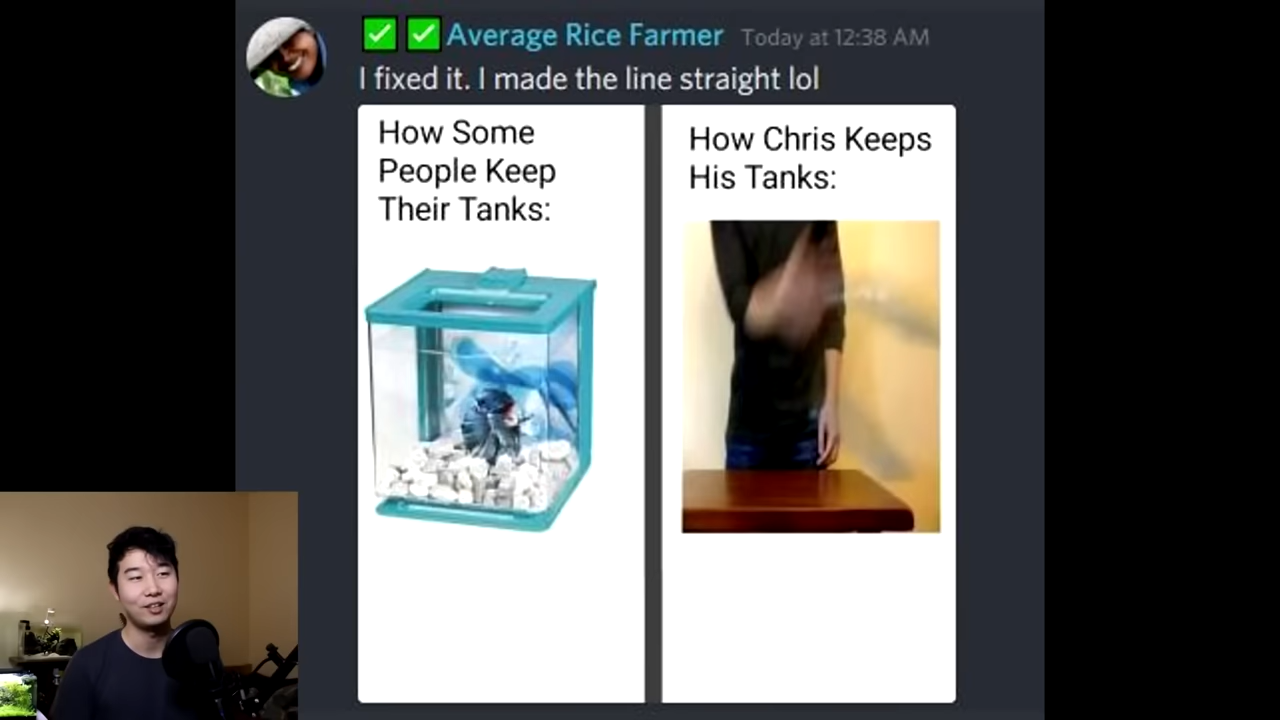 ✅ ✅ Average Rice Farmer Today at 12:38 AM
I fixed it. I made the line straight lol
How Some
People Keep
Their Tanks:
How Chris Keeps
His Tanks: